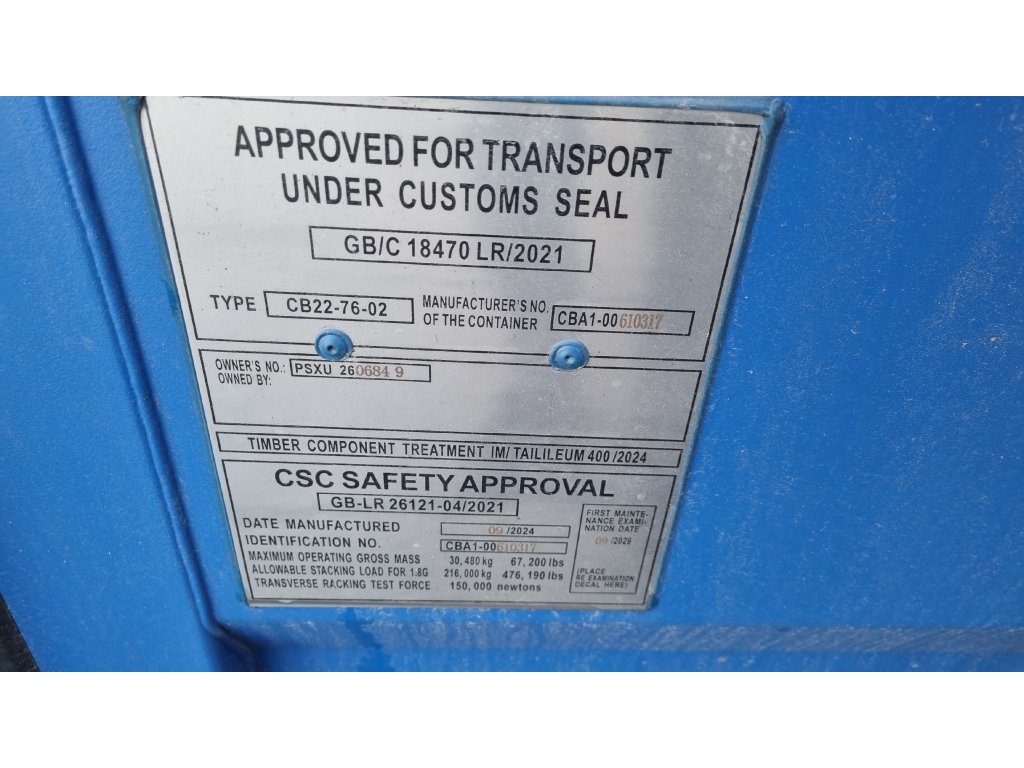 APPROVED FOR TRANSPORT
UNDER CUSTOMS SEAL
GB/C 18470 LR/2021
TYPE CB22-76-02
MANUFACTURER'S NO.
OF THE CONTAINER
CBA1-00610317
OWNER'S NO.: PSXU 260684 9
OWNED BY:
TIMBER COMPONENT TREATMENT IM/TAILILEUM 400/2024
CSC SAFETY APPROVAL
GB-LR 26121-04/2021
DATE MANUFACTURED 09/2024
IDENTIFICATION NO. CBA1-00610317
MAXIMUM OPERATING GROSS MASS 30,480 kg 67,200 lbs
ALLOWABLE STACKING LOAD FOR 1.8G 216,000 kg 476,190 lbs
TRANSVERSE RACKING TEST FORCE 150,000 newtons
FIRST MAINTE-
NANCE EXAMI-
NATION DATE
09/2029
(PLACE
RE EXAMINATION
DECAL HERE)